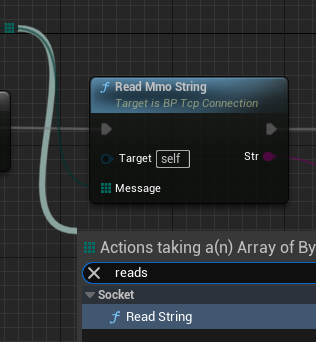 Read Mmo String
Target is BP Tcp Connection
Target self
Str
Message
Actions taking a(n) Array of By
reads
Socket
Read String